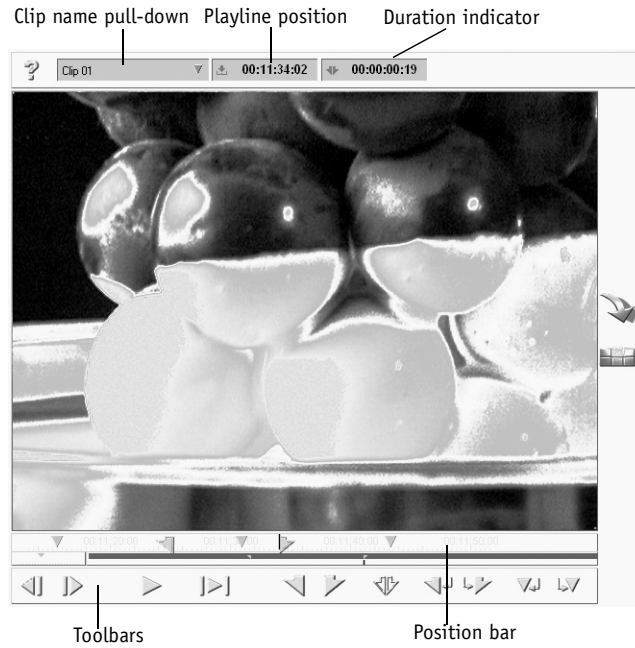 Clip name pull-down Playline position Duration indicator
? Clip 01 00:11:34:02 00:00:00:19
00:11:20:00 00:11:40:00 00:11:50:00
Toolbars Position bar